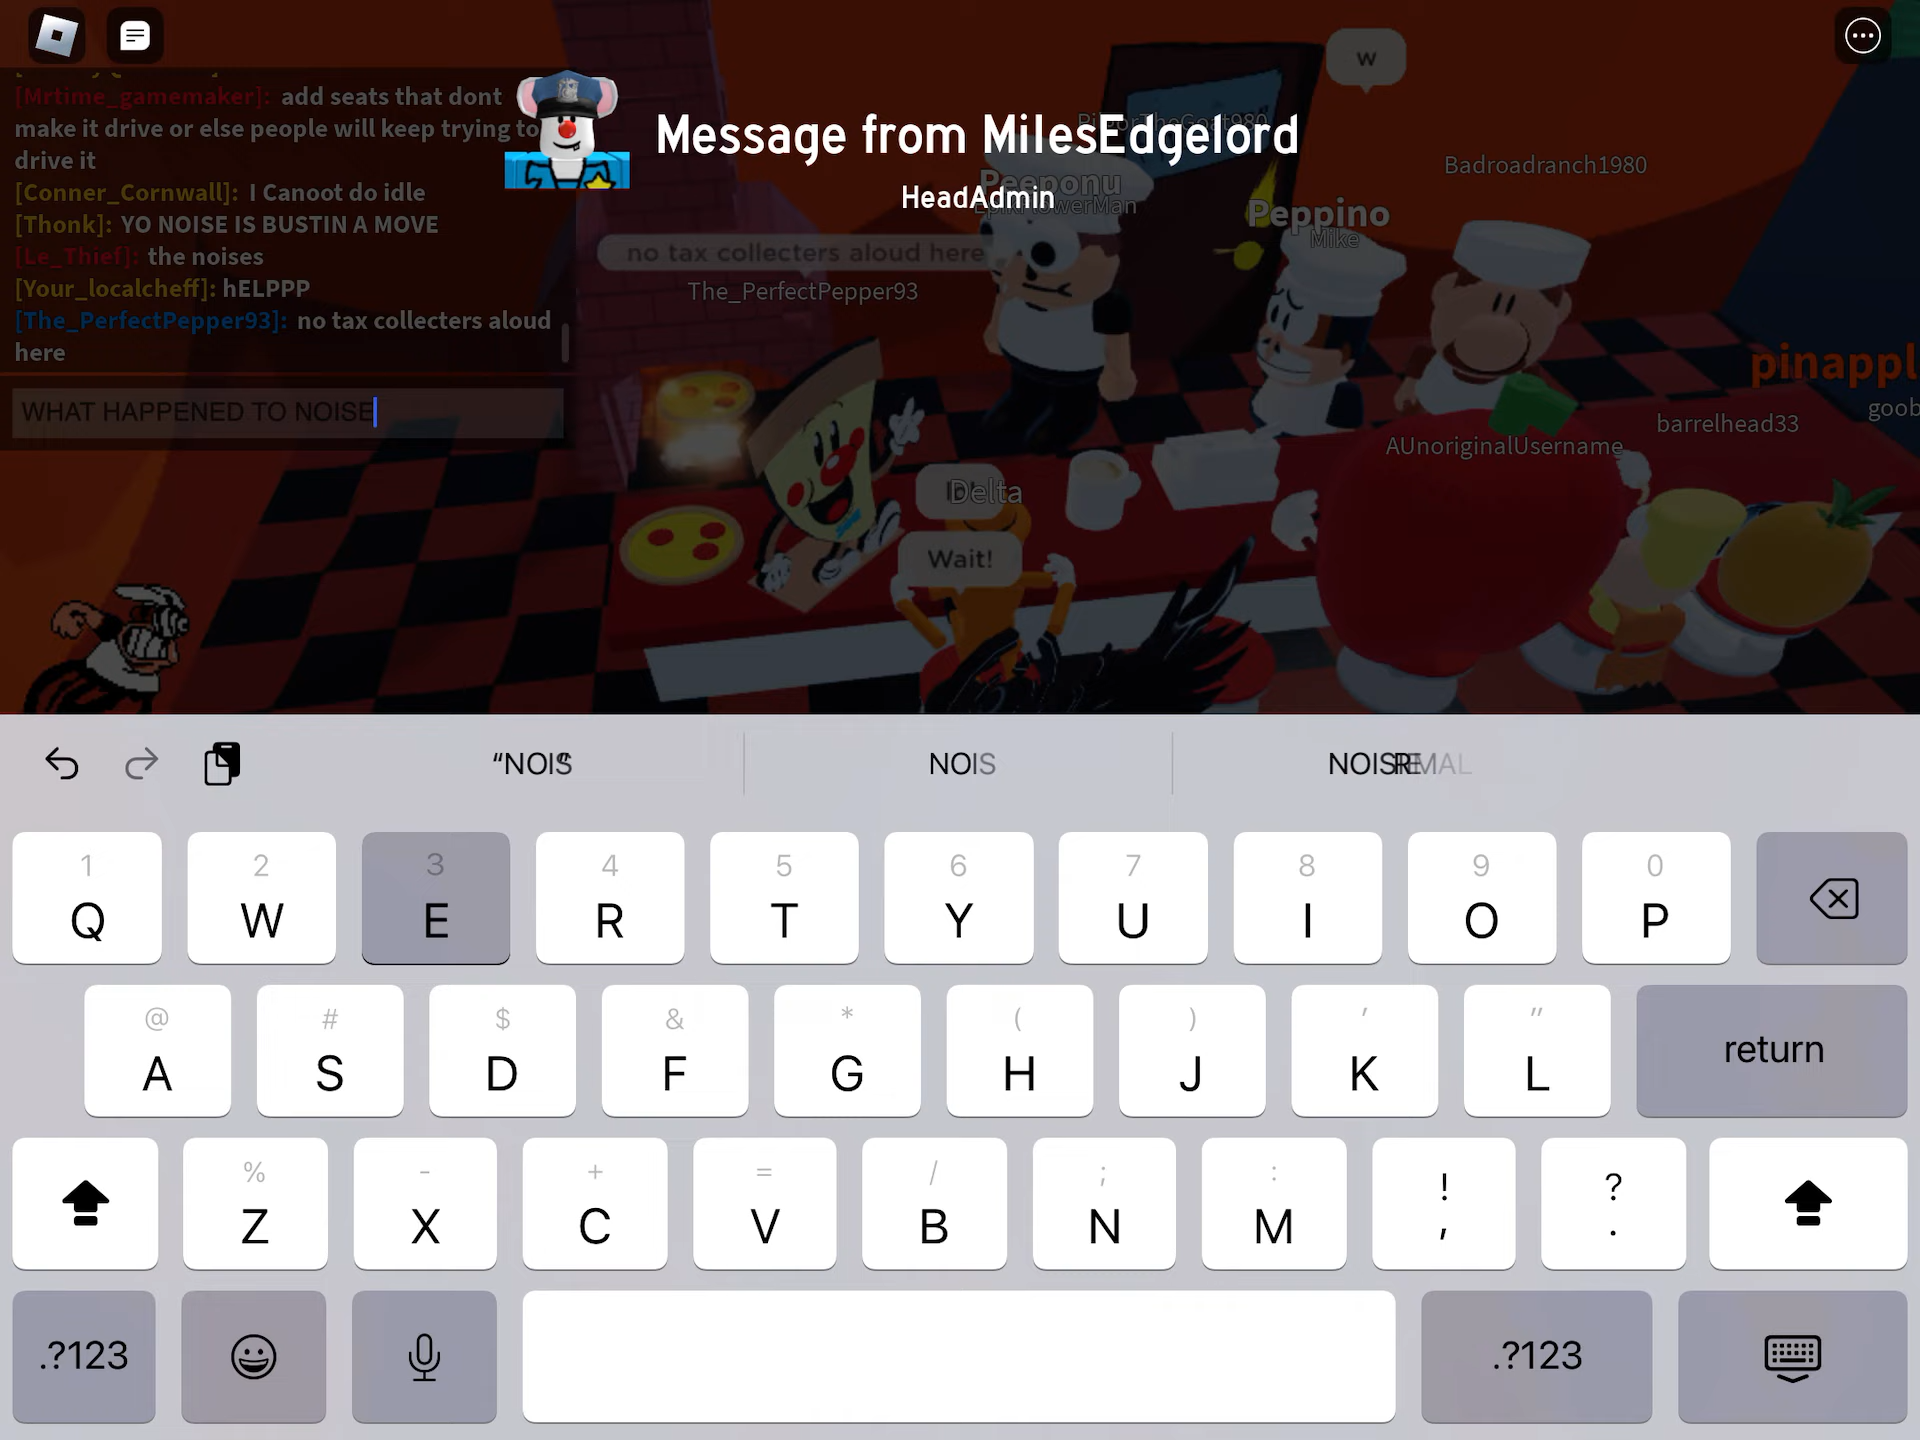 w
[Mrtime_gamemaker]: add seats that dont
make it drive or else people will keep trying to
drive it
[Conner_Cornwall]: I Canoot do idle
[Thonk]: YO NOISE IS BUSTIN A MOVE
[Le_Thief]: the noises
[Your_localcheff]: hELPPP
[The_PerfectPepper93]: no tax collecters aloud
here
WHAT HAPPENED TO NOISE
Message from MilesEdgelord
HeadAdmin
Peeponu
Badroadranch1980
Peppino
Mike
no tax collecters aloud here
The_PerfectPepper93
pinappl
goob
barrelhead33
AUnoriginalUsername
Delta
Wait!
“NOIS”
NOIS
NOISE
1 2 3 4 5 6 7 8 9 0
Q W E R T Y U I O P
@ # $ & * ( ) ' "
A S D F G H J K L return
% - + = / ; : ! ?
Z X C V B N M , .
.?123 .?123